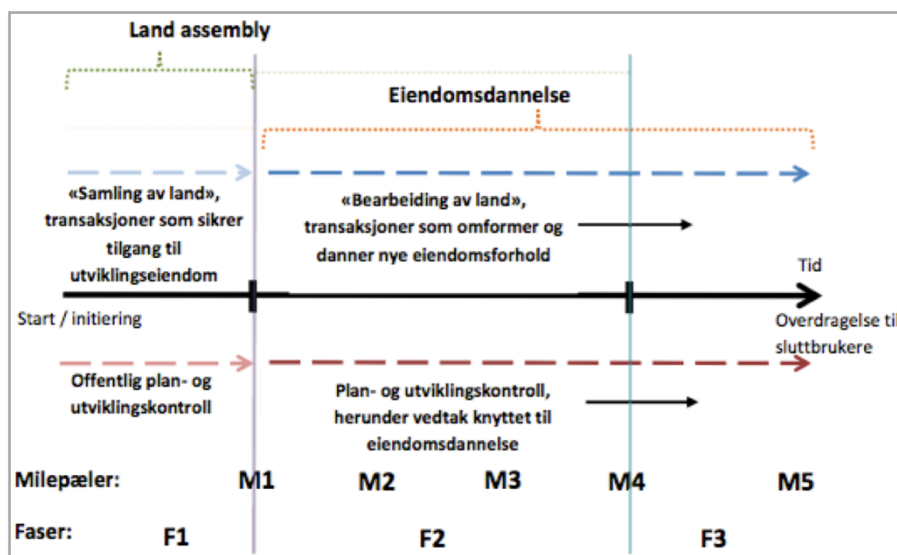 Land assembly
Eiendomsdannelse
«Samling av land»,
transaksjoner som sikrer
tilgang til
utviklingseiendom
«Bearbeiding av land»,
transaksjoner som omformer og
danner nye eiendomsforhold
Tid
Start / initiering
Overdragelse til
sluttbrukere
Offentlig plan- og
utviklingskontroll
Plan- og utviklingskontroll,
herunder vedtak knyttet til
eiendomsdannelse
Milepæler: M1 M2 M3 M4 M5
Faser: F1 F2 F3